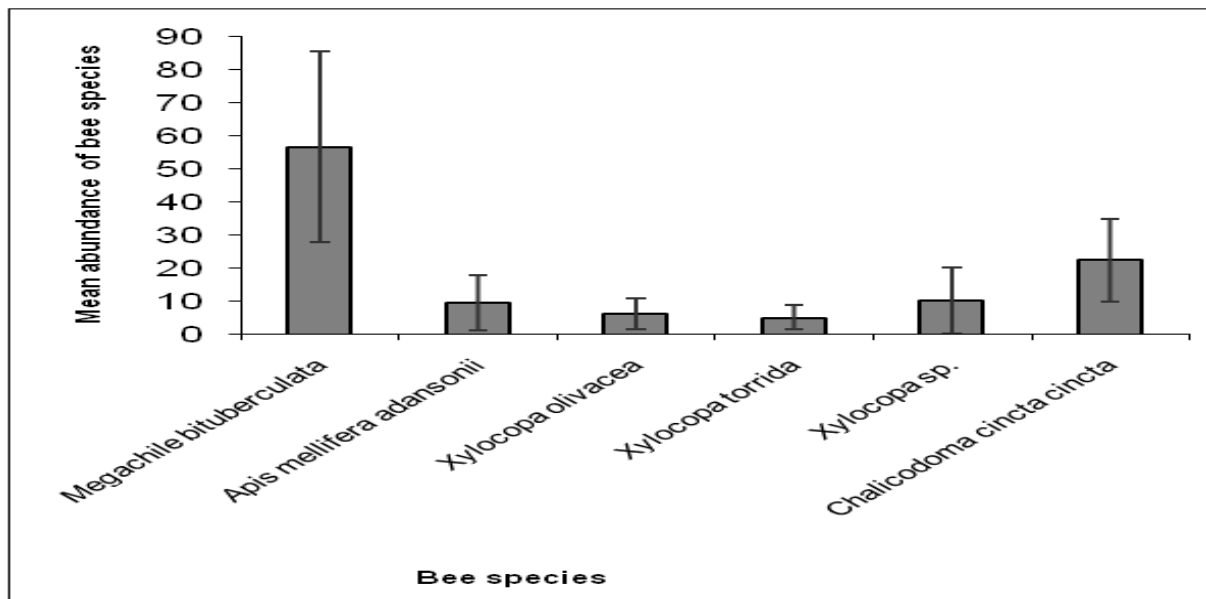 Mean abundance of bee species
90
80
70
60
50
40
30
20
10
0
Megachile bituberculata
Apis mellifera adansonii
Xylocopa olivacea
Xylocopa torrida
Xylocopa sp.
Chalicodoma cincta cincta
Bee species